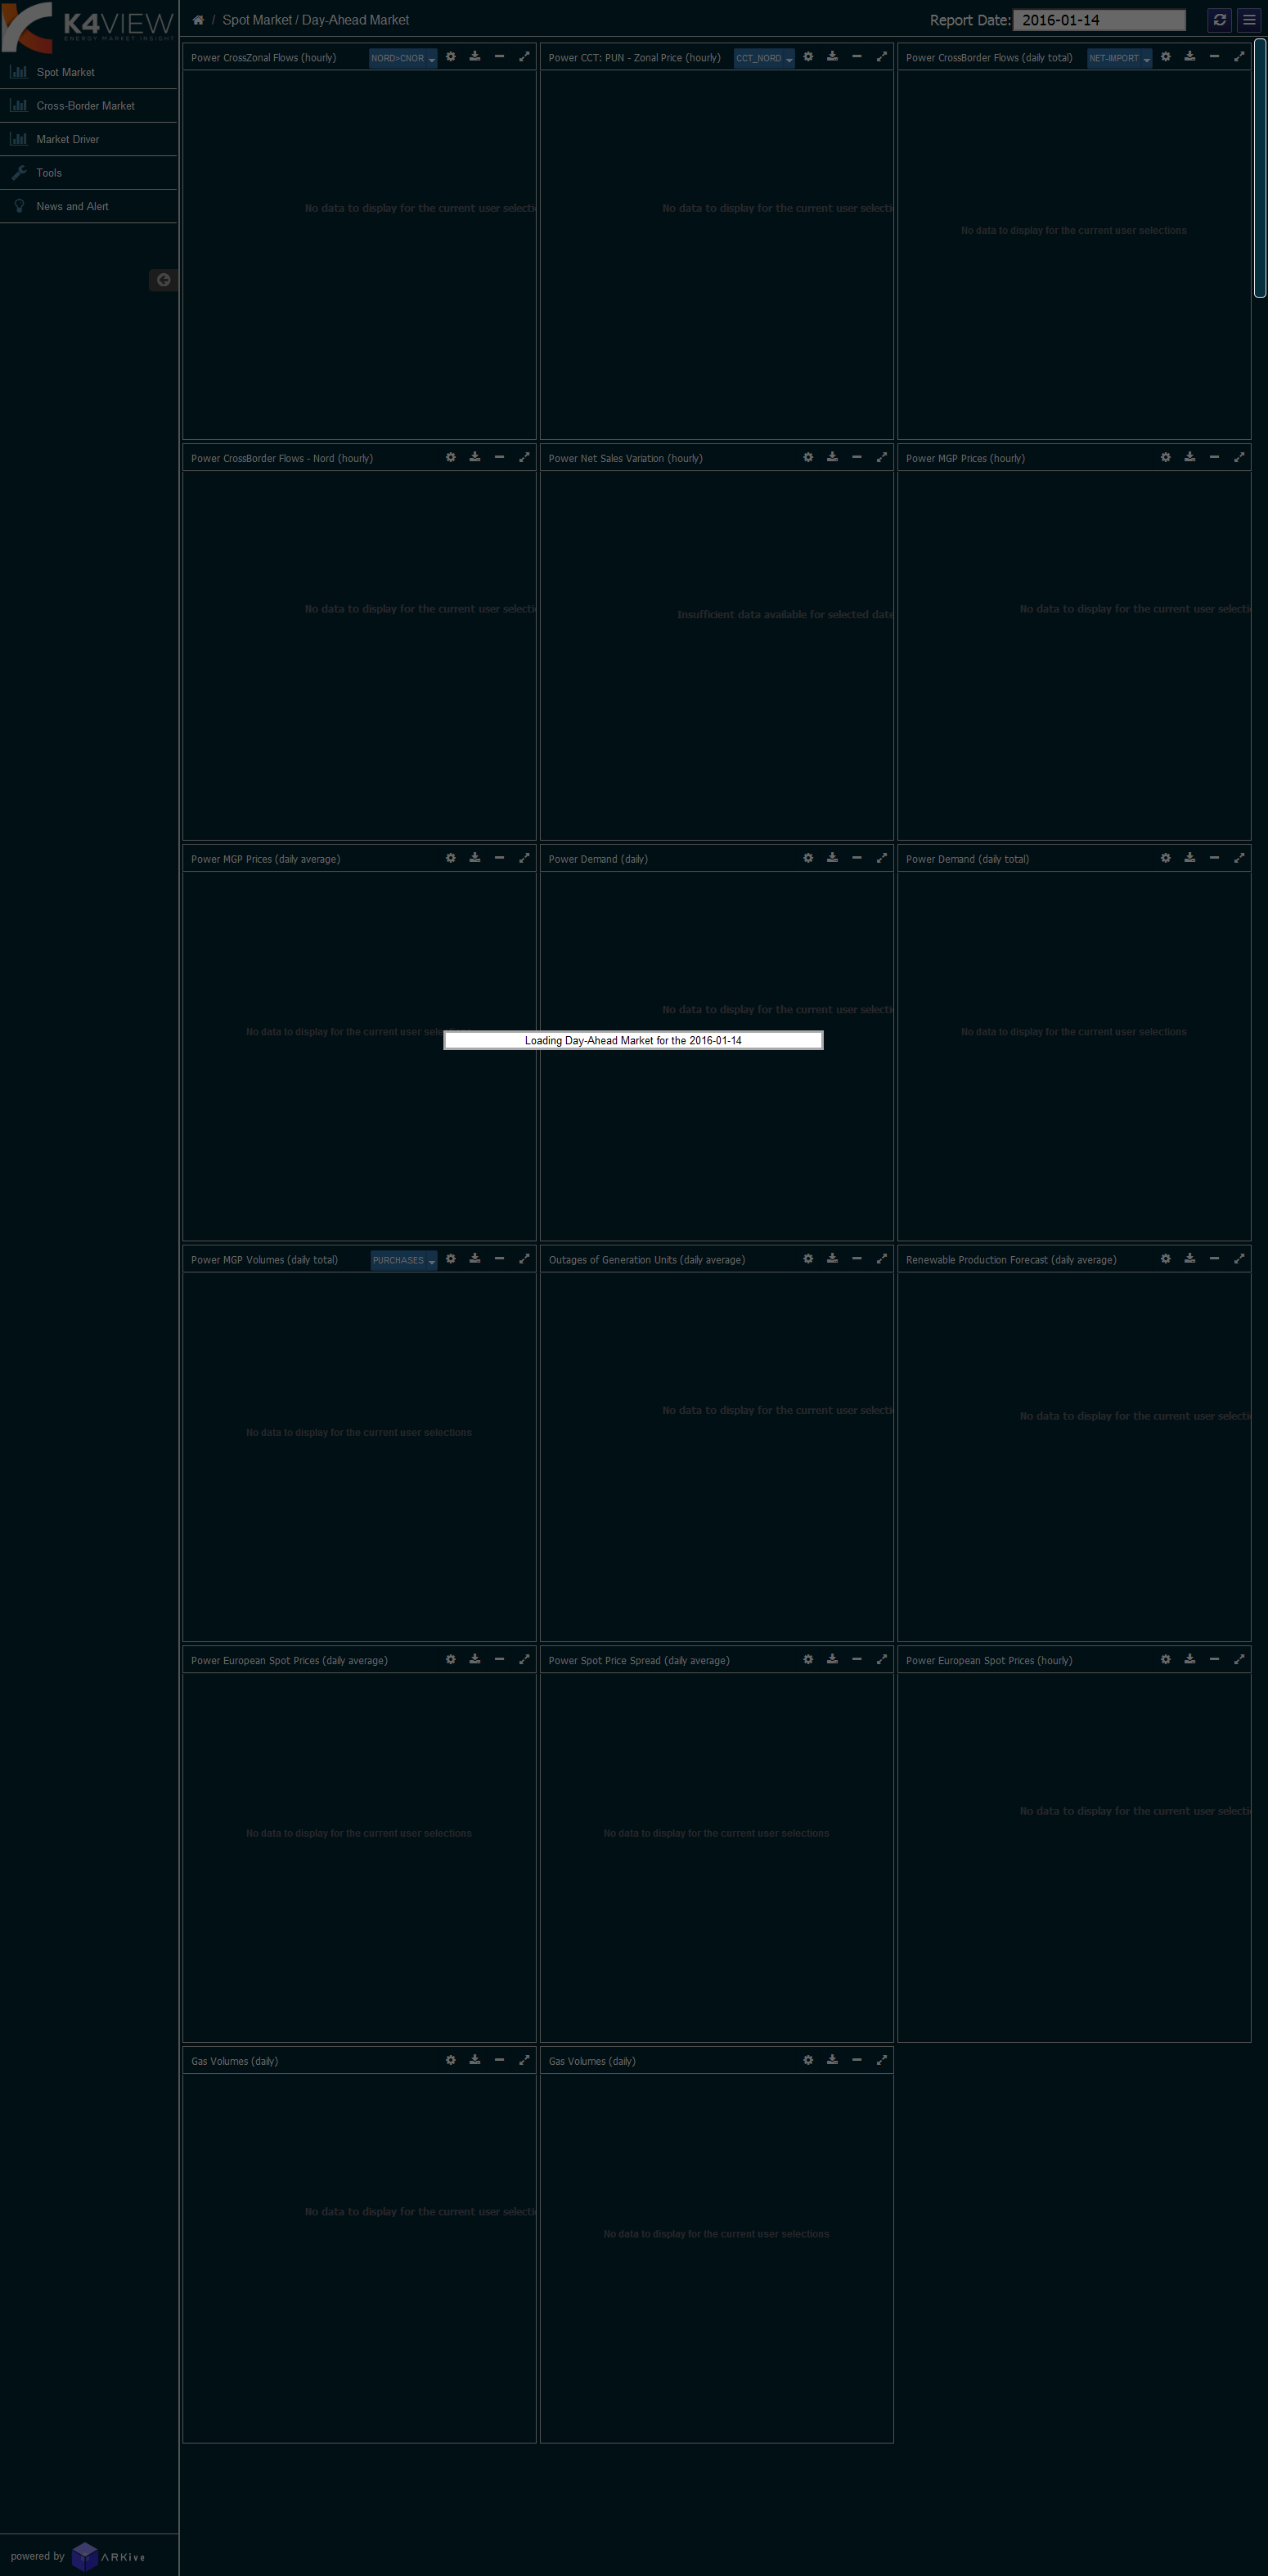 K4VIEW
ENERGY MARKET INSIGHT
Spot Market
Cross-Border Market
Market Driver
Tools
News and Alert
/ Spot Market / Day-Ahead Market
Report Date: 2016-01-14
Power CrossZonal Flows (hourly) NORD>CNOR
No data to display for the current user selecti
Power CCT: PUN - Zonal Price (hourly) CCT_NORD
No data to display for the current user selecti
Power CrossBorder Flows (daily total) NET-IMPORT
No data to display for the current user selections
Power CrossBorder Flows - Nord (hourly)
No data to display for the current user selecti
Power Net Sales Variation (hourly)
Insufficient data available for selected date
Power MGP Prices (hourly)
No data to display for the current user selecti
Power MGP Prices (daily average)
No data to display for the current user selections
Power Demand (daily)
No data to display for the current user selecti
Power Demand (daily total)
No data to display for the current user selections
Loading Day-Ahead Market for the 2016-01-14
Power MGP Volumes (daily total) PURCHASES
No data to display for the current user selections
Outages of Generation Units (daily average)
No data to display for the current user selecti
Renewable Production Forecast (daily average)
No data to display for the current user selecti
Power European Spot Prices (daily average)
No data to display for the current user selections
Power Spot Price Spread (daily average)
No data to display for the current user selections
Power European Spot Prices (hourly)
No data to display for the current user selecti
Gas Volumes (daily)
No data to display for the current user selecti
Gas Volumes (daily)
No data to display for the current user selections
powered by ARKive